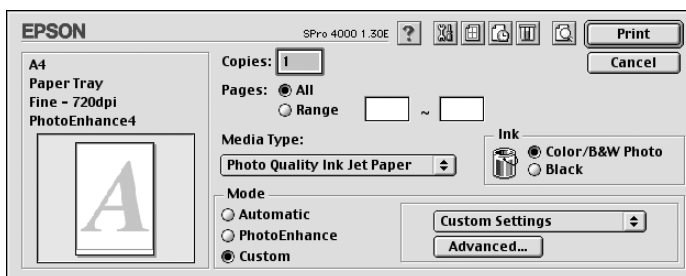 EPSON
SPro 4000 1.30E
?
Print
Cancel
A4
Paper Tray
Fine - 720dpi
PhotoEnhance4
A
Copies: 1
Pages: All
Range ~
Media Type:
Photo Quality Ink Jet Paper
Ink
Color/B&W Photo
Black
Mode
Automatic
PhotoEnhance
Custom
Custom Settings
Advanced...